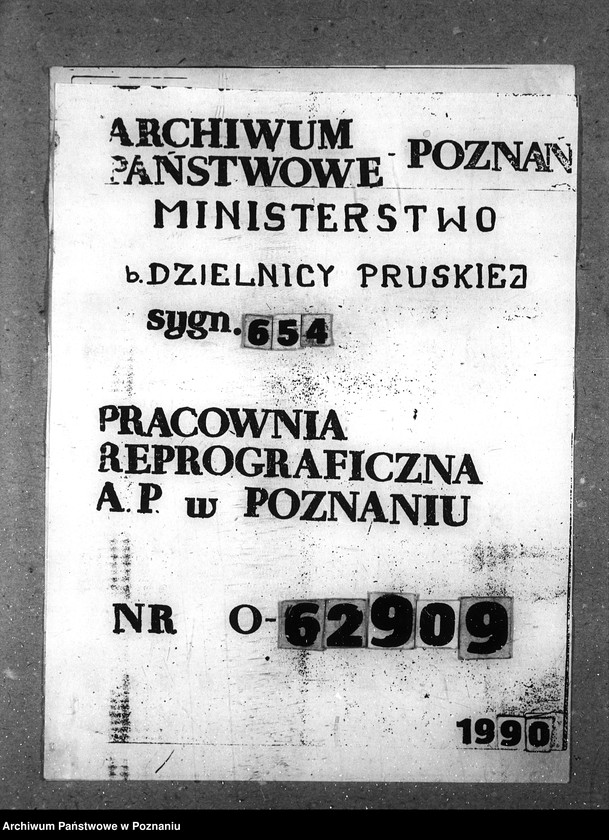 ARCHIWUM
PAŃSTWOWE - POZNAŃ
MINISTERSTWO
b. DZIELNICY PRUSKIEJ
sygn. 654
PRACOWNIA
REPROGRAFICZNA
A.P. w POZNANIU
NR O-62909
1990
Archiwum Państwowe w Poznaniu